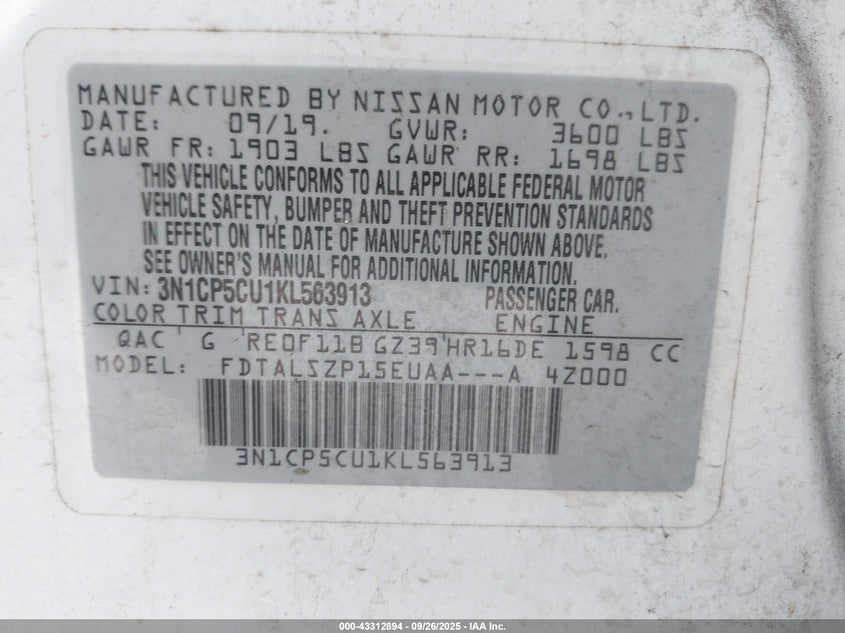 MANUFACTURED BY NISSAN MOTOR CO., LTD.
DATE: 09/19. GVWR: 3600 LBS
GAWR FR: 1903 LBS GAWR RR: 1698 LBS
THIS VEHICLE CONFORMS TO ALL APPLICABLE FEDERAL MOTOR
VEHICLE SAFETY, BUMPER AND THEFT PREVENTION STANDARDS
IN EFFECT ON THE DATE OF MANUFACTURE SHOWN ABOVE.
SEE OWNER'S MANUAL FOR ADDITIONAL INFORMATION.
VIN: 3N1CP5CU1KL563913 PASSENGER CAR.
COLOR TRIM TRANS AXLE ENGINE
QAC G RE0F11B GZ39 HR16DE 1598 CC
MODEL: FDTALSZP15EUAA---A 4Z000
3N1CP5CU1KL563913
000-43312894 - 09/26/2025 - IAA Inc.